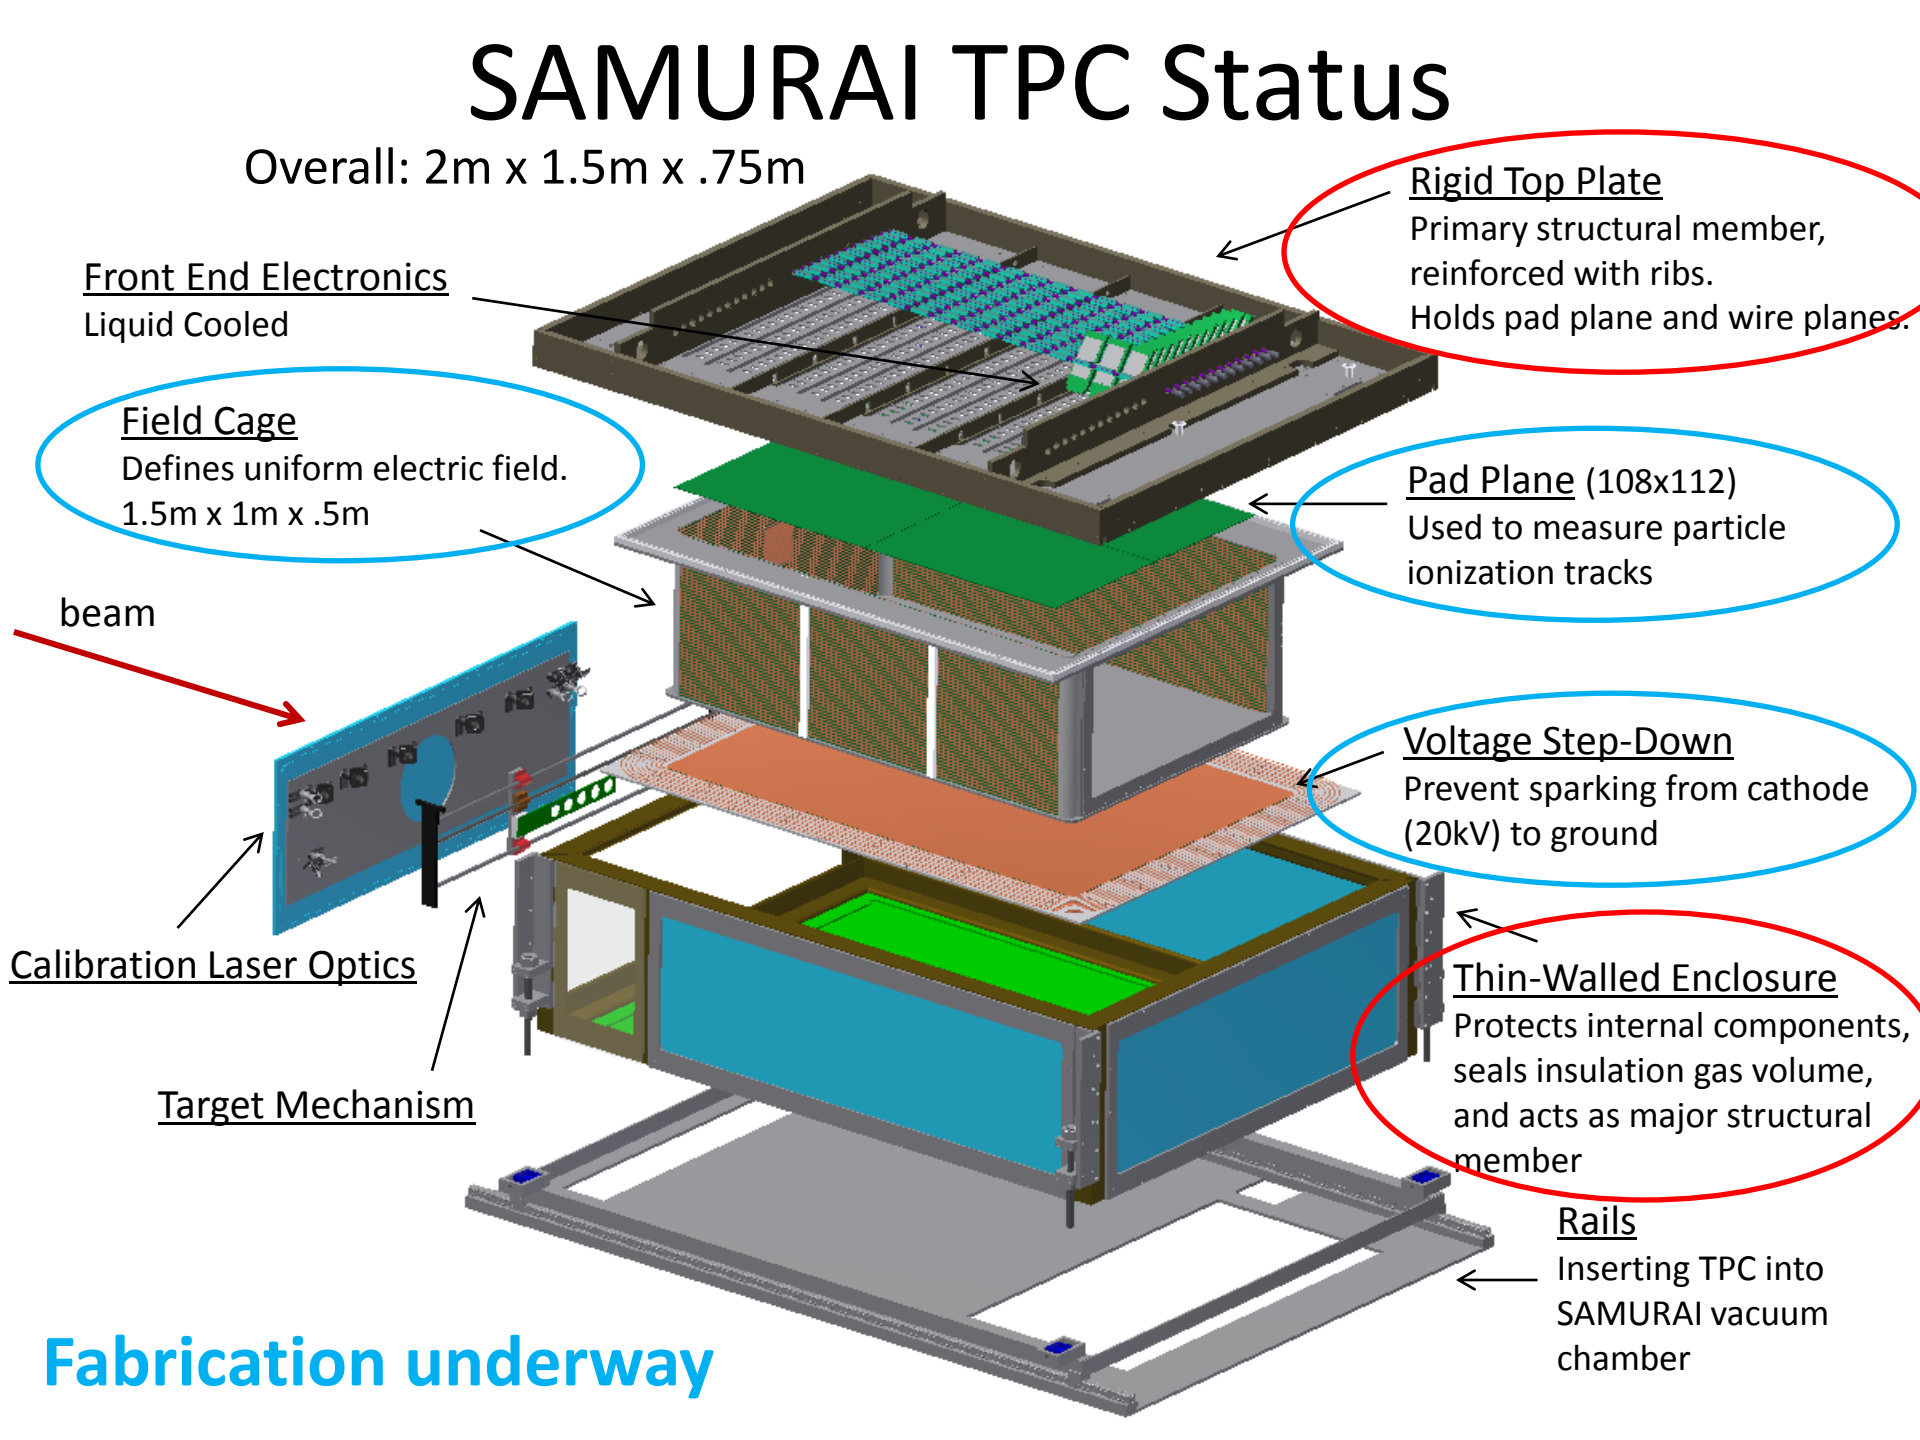 SAMURAI TPC Status
Overall: 2m x 1.5m x .75m
Rigid Top Plate
Primary structural member,
reinforced with ribs.
Holds pad plane and wire planes.
Front End Electronics
Liquid Cooled
Field Cage
Defines uniform electric field.
1.5m x 1m x .5m
Pad Plane (108x112)
Used to measure particle
ionization tracks
beam
Voltage Step-Down
Prevent sparking from cathode
(20kV) to ground
Calibration Laser Optics
Thin-Walled Enclosure
Protects internal components,
seals insulation gas volume,
and acts as major structural
member
Target Mechanism
Rails
Inserting TPC into
SAMURAI vacuum
chamber
Fabrication underway